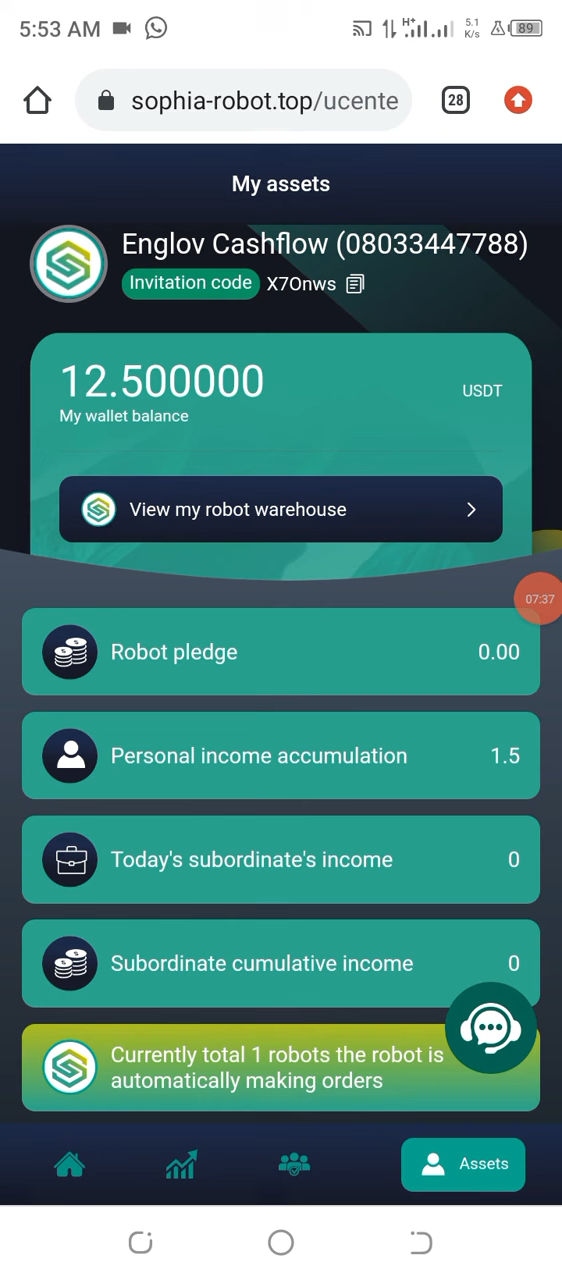 5:53 AM
H+
5.1
K/s
89
sophia-robot.top/ucente
28
My assets
Englov Cashflow (08033447788)
Invitation code X7Onws
12.500000
USDT
My wallet balance
View my robot warehouse
07:37
Robot pledge 0.00
Personal income accumulation 1.5
Today's subordinate's income 0
Subordinate cumulative income 0
Currently total 1 robots the robot is
automatically making orders
Assets